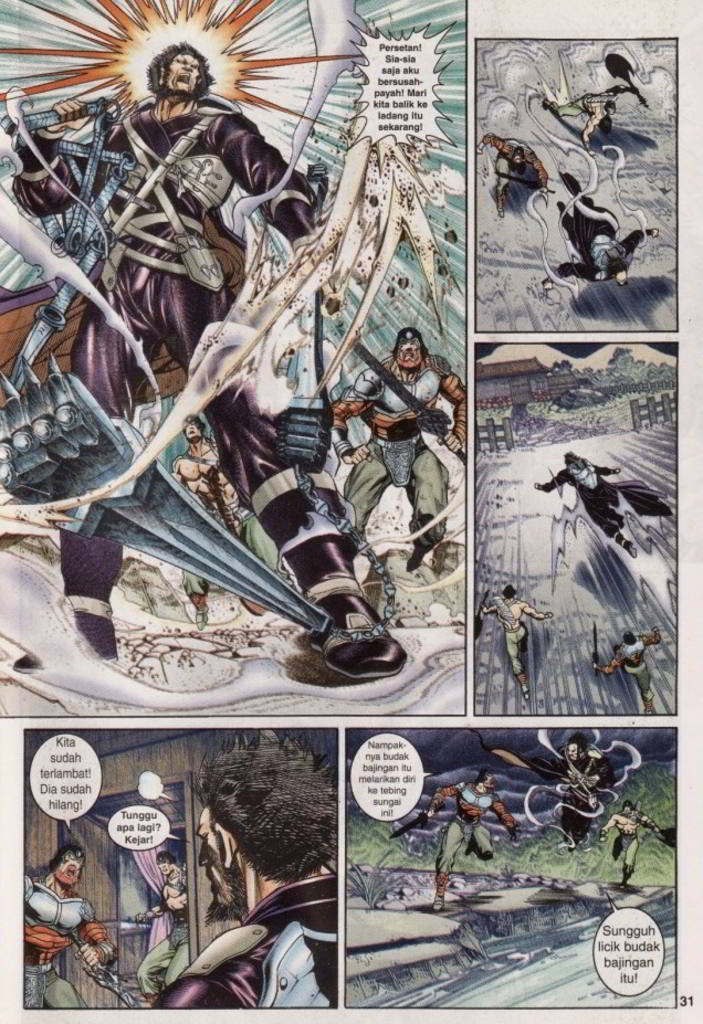 Persetan!
Sia-sia
saja aku
bersusah-
payah! Mari
kita balik ke
ladang itu
sekarang!
Kita
sudah
terlambat!
Dia sudah
hilang!
Tunggu
apa lagi?
Kejar!
Nampak-
nya budak
bajingan itu
melarikan diri
ke tebing
sungai
ini!
Sungguh
licik budak
bajingan
itu!
31